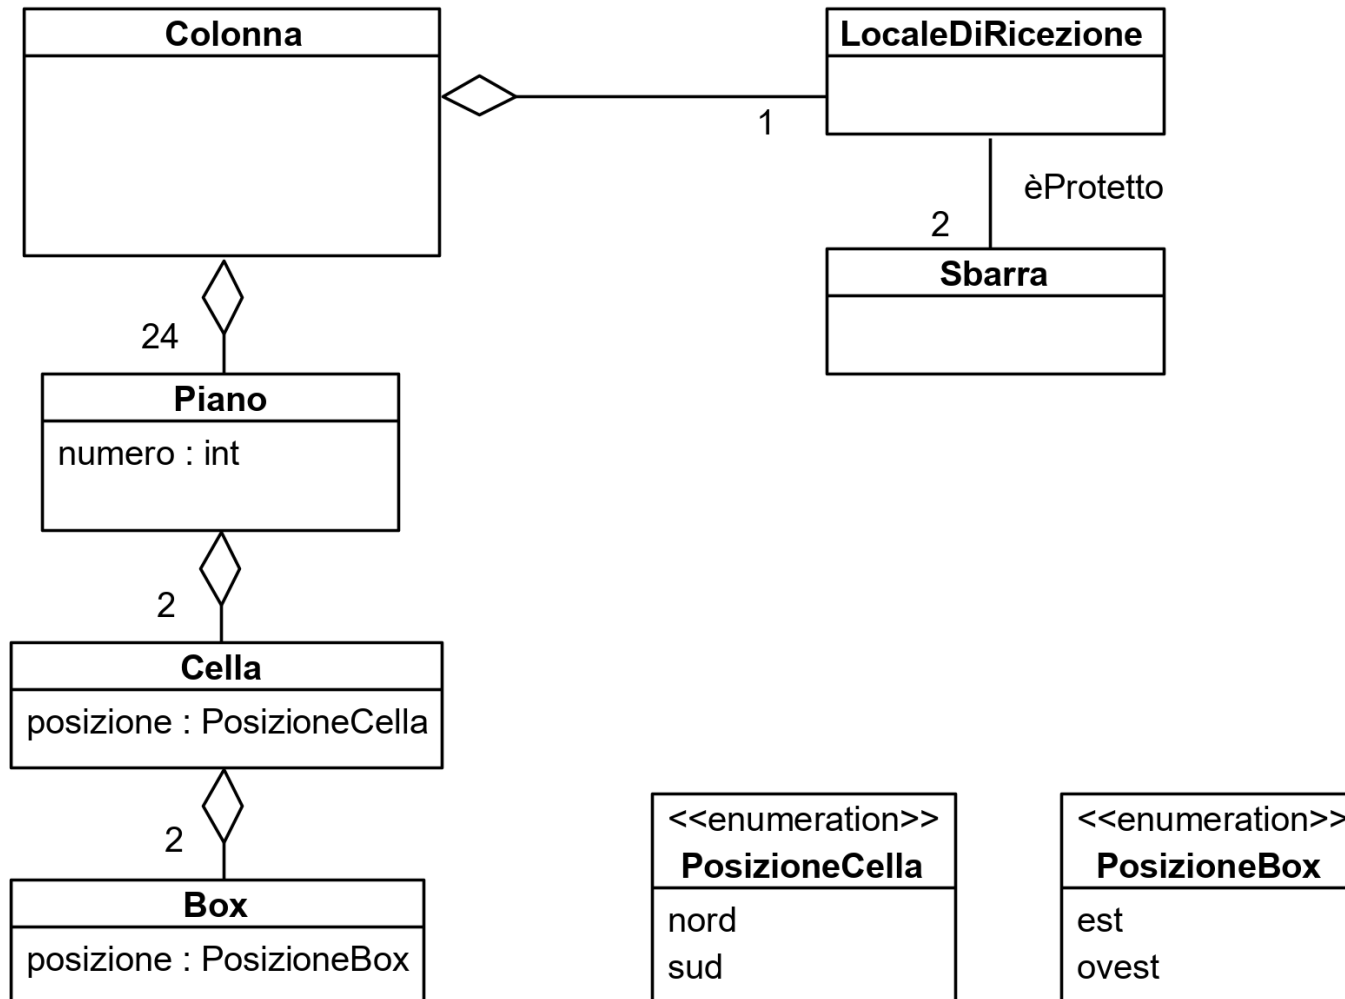 Colonna
LocaleDiRicezione
1
èProtetto
2
Sbarra
24
Piano
numero : int
2
Cella
posizione : PosizioneCella
2
Box
posizione : PosizioneBox
<<enumeration>>
PosizioneCella
nord
sud
<<enumeration>>
PosizioneBox
est
ovest